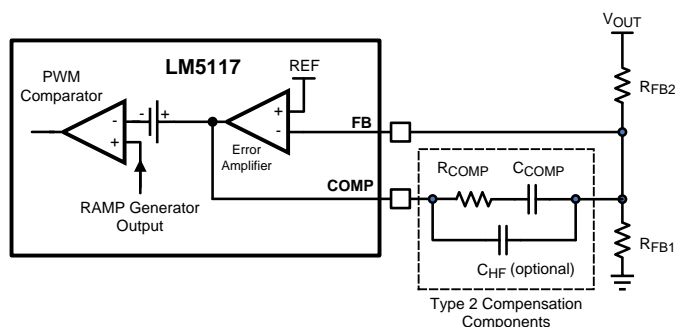 LM5117
PWM
Comparator
- +
-
+
REF
+
-
Error
Amplifier
RAMP Generator
Output
FB
COMP
VOUT
RFB2
RCOMP
CCOMP
CHF (optional)
RFB1
Type 2 Compensation
Components